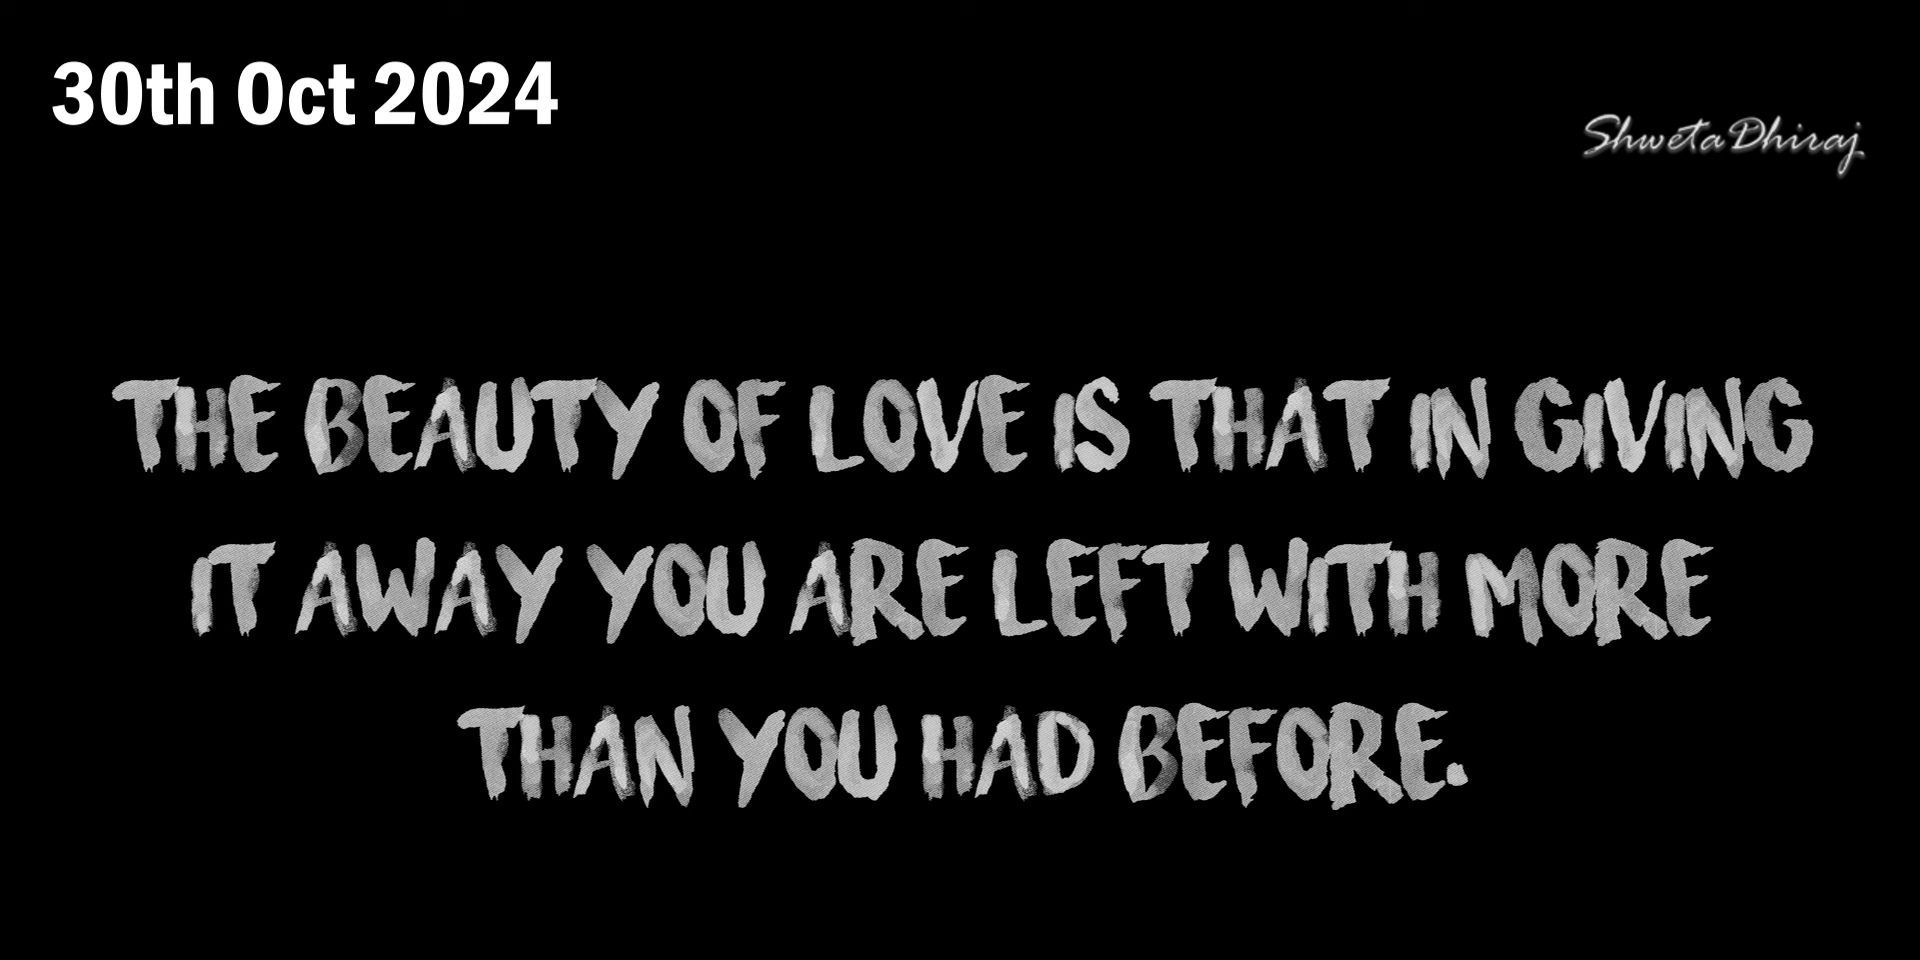 30th Oct 2024
ShwetaDhiraj
THE BEAUTY OF LOVE IS THAT IN GIVING
IT AWAY YOU ARE LEFT WITH MORE
THAN YOU HAD BEFORE.